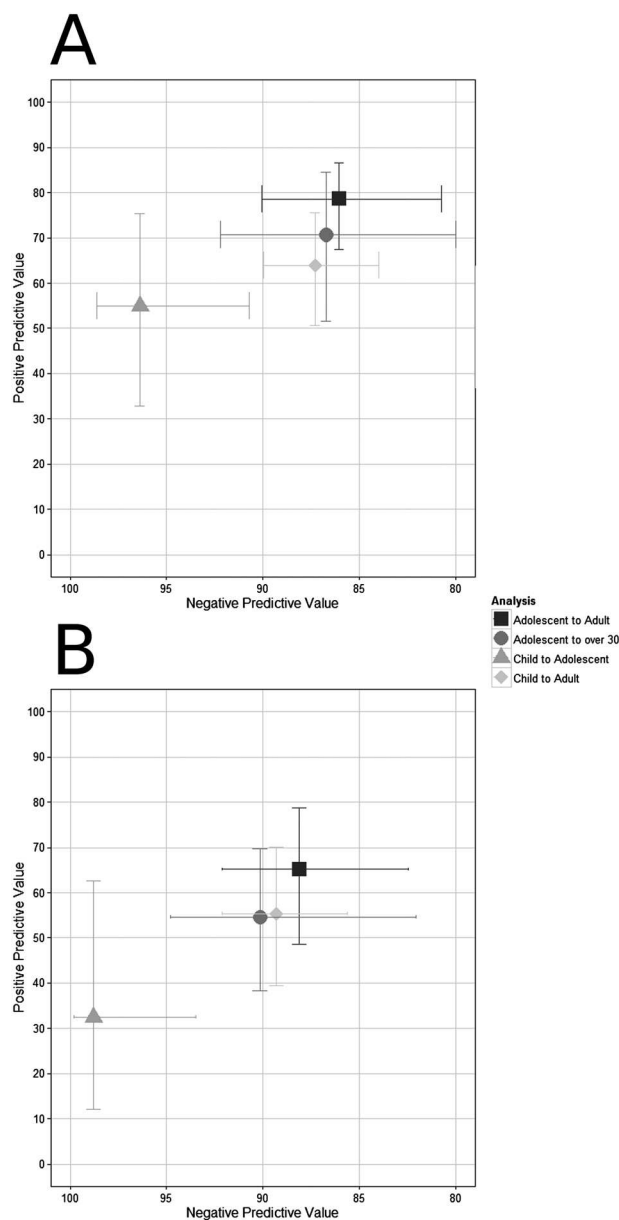 A
100
90
80
70
60
50
40
30
20
10
0
Positive Predictive Value
100 95 90 85 80
Negative Predictive Value
Analysis
Adolescent to Adult
Adolescent to over 30
Child to Adolescent
Child to Adult
B
100
90
80
70
60
50
40
30
20
10
0
Positive Predictive Value
100 95 90 85 80
Negative Predictive Value